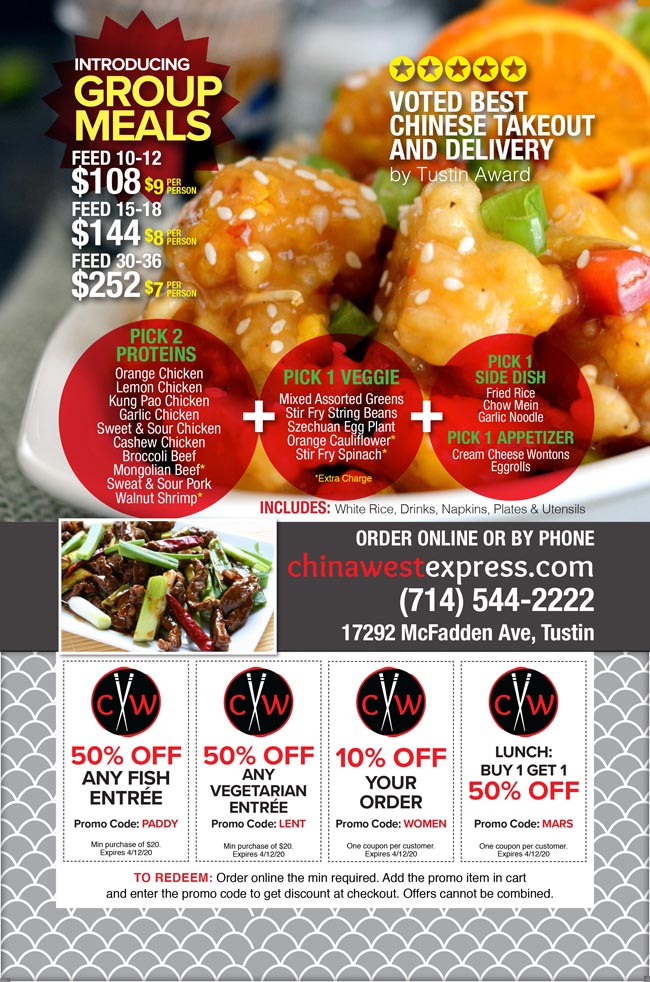 INTRODUCING
GROUP
MEALS
FEED 10-12
$108 $9 PER PERSON
FEED 15-18
$144 $8 PER PERSON
FEED 30-36
$252 $7 PER PERSON
VOTED BEST
CHINESE TAKEOUT
AND DELIVERY
by Tustin Award
PICK 2
PROTEINS
Orange Chicken
Lemon Chicken
Kung Pao Chicken
Garlic Chicken
Sweet & Sour Chicken
Cashew Chicken
Broccoli Beef
Mongolian Beef*
Sweat & Sour Pork
Walnut Shrimp*
+
PICK 1 VEGGIE
Mixed Assorted Greens
Stir Fry String Beans
Szechuan Egg Plant
Orange Cauliflower*
Stir Fry Spinach*
*Extra Charge
+
PICK 1
SIDE DISH
Fried Rice
Chow Mein
Garlic Noodle
PICK 1 APPETIZER
Cream Cheese Wontons
Eggrolls
INCLUDES: White Rice, Drinks, Napkins, Plates & Utensils
ORDER ONLINE OR BY PHONE
chinawestexpress.com
(714) 544-2222
17292 McFadden Ave, Tustin
CW
50% OFF
ANY FISH
ENTRÉE
Promo Code: PADDY
Min purchase of $20.
Expires 4/12/20
CW
50% OFF
ANY
VEGETARIAN
ENTRÉE
Promo Code: LENT
Min purchase of $20.
Expires 4/12/20
CW
10% OFF
YOUR
ORDER
Promo Code: WOMEN
One coupon per customer.
Expires 4/12/20
CW
LUNCH:
BUY 1 GET 1
50% OFF
Promo Code: MARS
One coupon per customer.
Expires 4/12/20
TO REDEEM: Order online the min required. Add the promo item in cart
and enter the promo code to get discount at checkout. Offers cannot be combined.